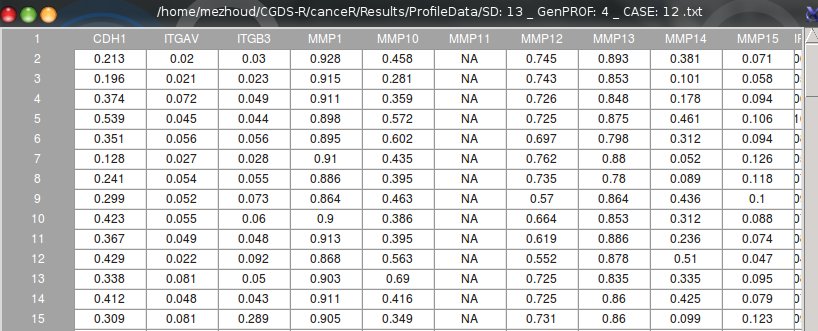 /home/mezhoud/CGDS-R/canceR/Results/ProfileData/SD: 13 _ GenPROF: 4 _ CASE: 12 .txt
1 CDH1 ITGAV ITGB3 MMP1 MMP10 MMP11 MMP12 MMP13 MMP14 MMP15
2 0.213 0.02 0.03 0.928 0.458 NA 0.745 0.893 0.381 0.071
3 0.196 0.021 0.023 0.915 0.281 NA 0.743 0.853 0.101 0.058
4 0.374 0.072 0.049 0.911 0.359 NA 0.726 0.848 0.178 0.094
5 0.539 0.045 0.044 0.898 0.572 NA 0.725 0.875 0.461 0.106
6 0.351 0.056 0.056 0.895 0.602 NA 0.697 0.798 0.312 0.094
7 0.128 0.027 0.028 0.91 0.435 NA 0.762 0.88 0.052 0.126
8 0.241 0.054 0.055 0.886 0.395 NA 0.735 0.78 0.089 0.118
9 0.299 0.052 0.073 0.864 0.463 NA 0.57 0.864 0.436 0.1
10 0.423 0.055 0.06 0.9 0.386 NA 0.664 0.853 0.312 0.088
11 0.367 0.049 0.048 0.913 0.395 NA 0.619 0.886 0.236 0.074
12 0.429 0.022 0.092 0.868 0.563 NA 0.552 0.878 0.51 0.047
13 0.338 0.081 0.05 0.903 0.69 NA 0.725 0.835 0.335 0.095
14 0.412 0.048 0.043 0.911 0.416 NA 0.725 0.86 0.425 0.079
15 0.309 0.081 0.289 0.905 0.349 NA 0.731 0.86 0.099 0.123